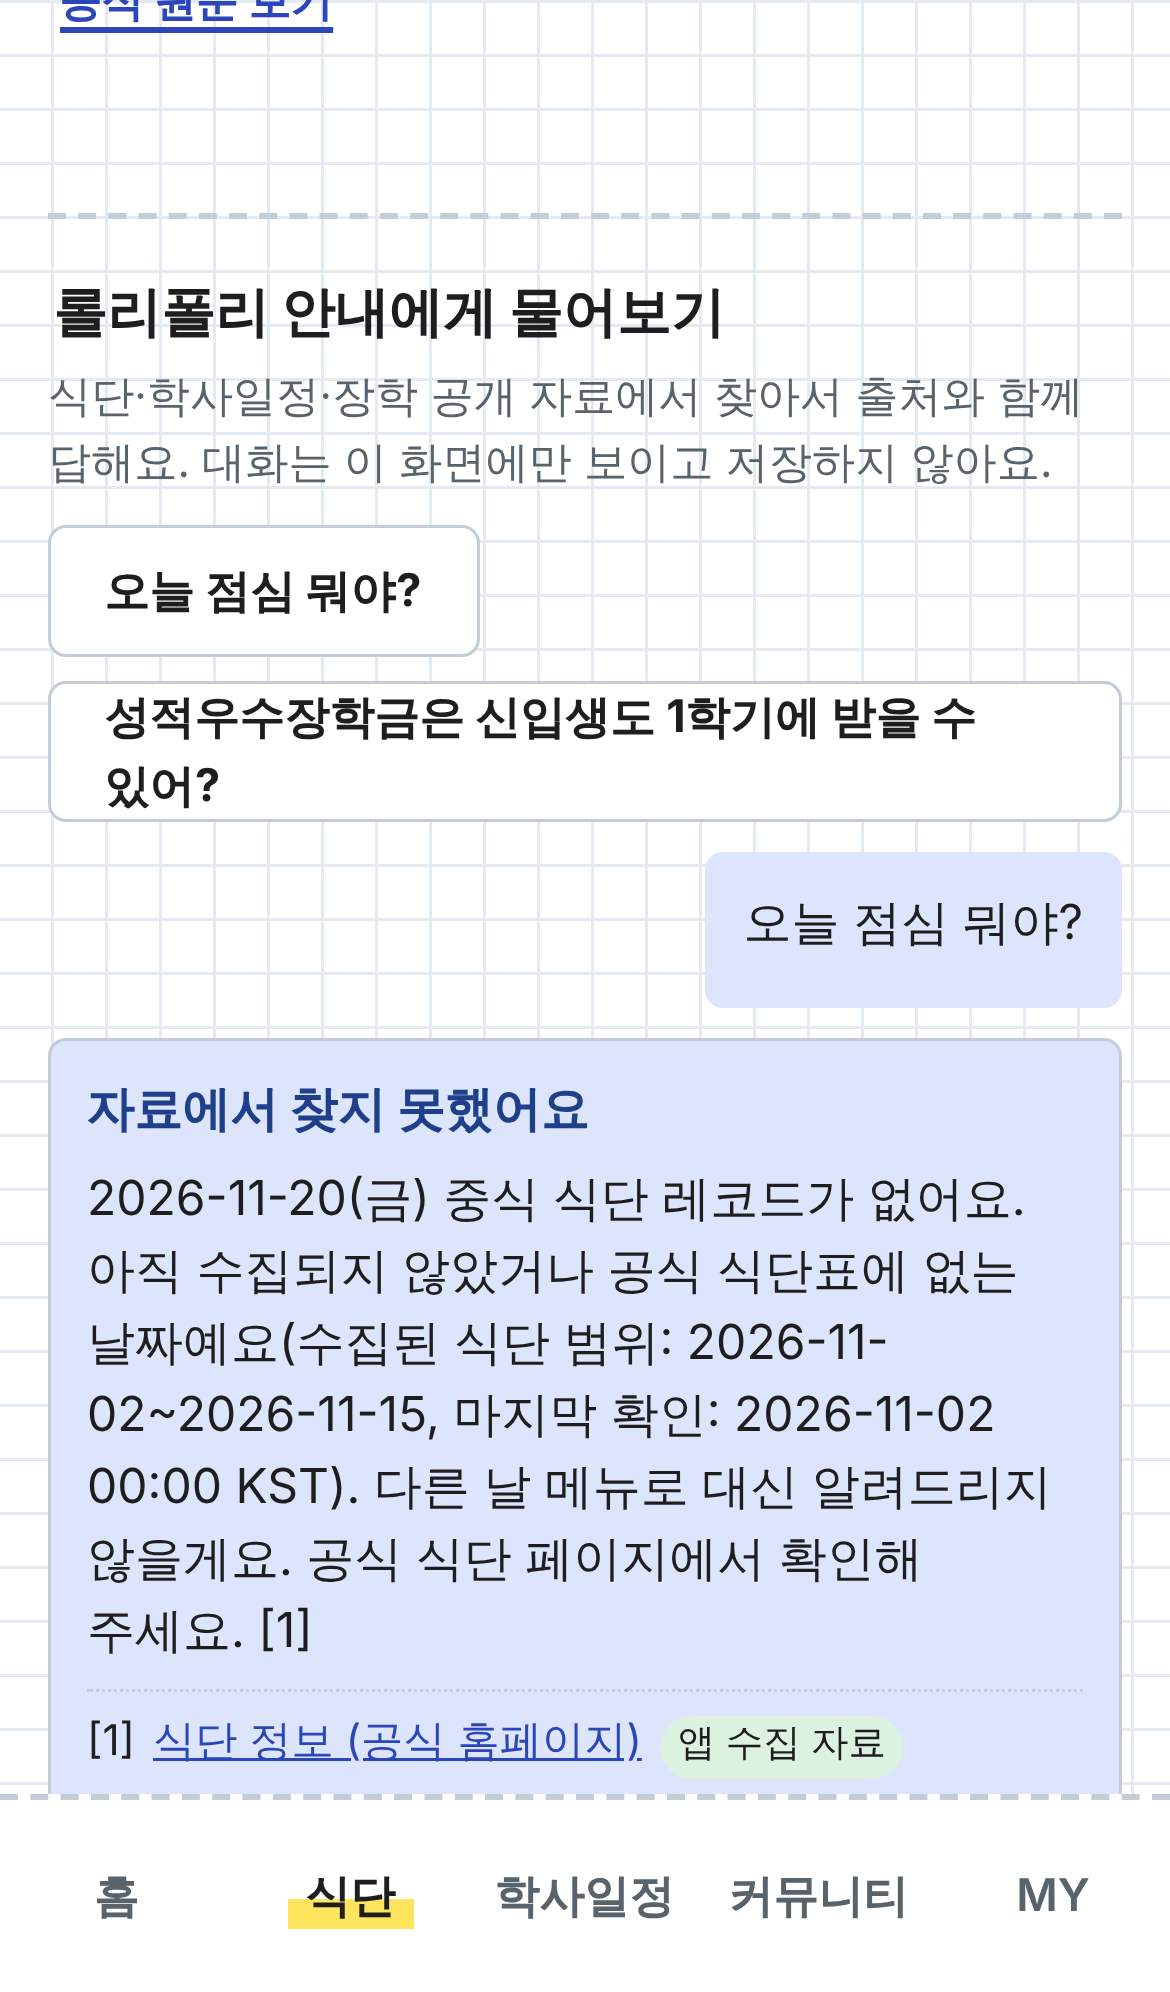 공식 원문 보기
롤리폴리 안내에게 물어보기
식단·학사일정·장학 공개 자료에서 찾아서 출처와 함께
답해요. 대화는 이 화면에만 보이고 저장하지 않아요.
오늘 점심 뭐야?
성적우수장학금은 신입생도 1학기에 받을 수
있어?
오늘 점심 뭐야?
자료에서 찾지 못했어요
2026-11-20(금) 중식 식단 레코드가 없어요.
아직 수집되지 않았거나 공식 식단표에 없는
날짜예요(수집된 식단 범위: 2026-11-
02~2026-11-15, 마지막 확인: 2026-11-02
00:00 KST). 다른 날 메뉴로 대신 알려드리지
않을게요. 공식 식단 페이지에서 확인해
주세요. [1]
[1] 식단 정보 (공식 홈페이지) 앱 수집 자료
홈 식단 학사일정 커뮤니티 MY